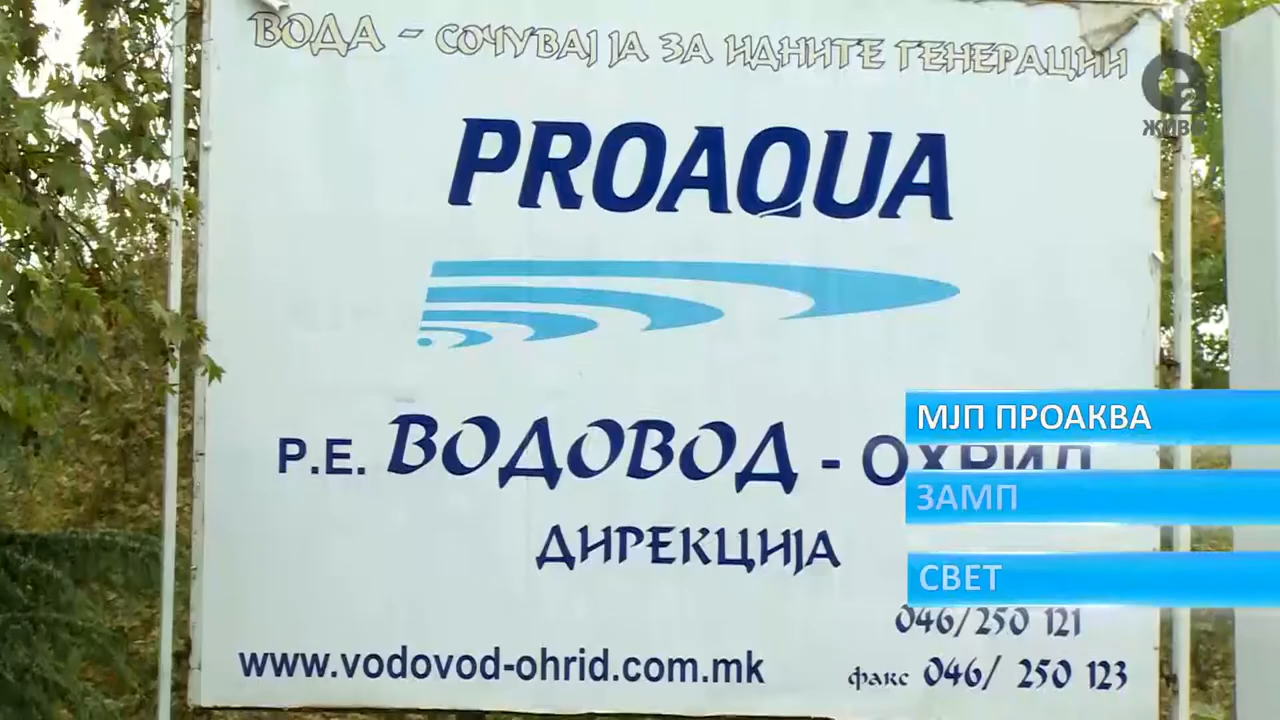 ВОДА - СОЧУВАЈ ЈА ЗА ИДНИТЕ ГЕНЕРАЦИИ
ЖИВО
PROAQUA
Р.Е. ВОДОВОД - ОХРИД
ДИРЕКЦИЈА
МЈП ПРОАКВА
ЗАМП
СВЕТ
046/250 121
www.vodovod-ohrid.com.mk
факс 046/ 250 123